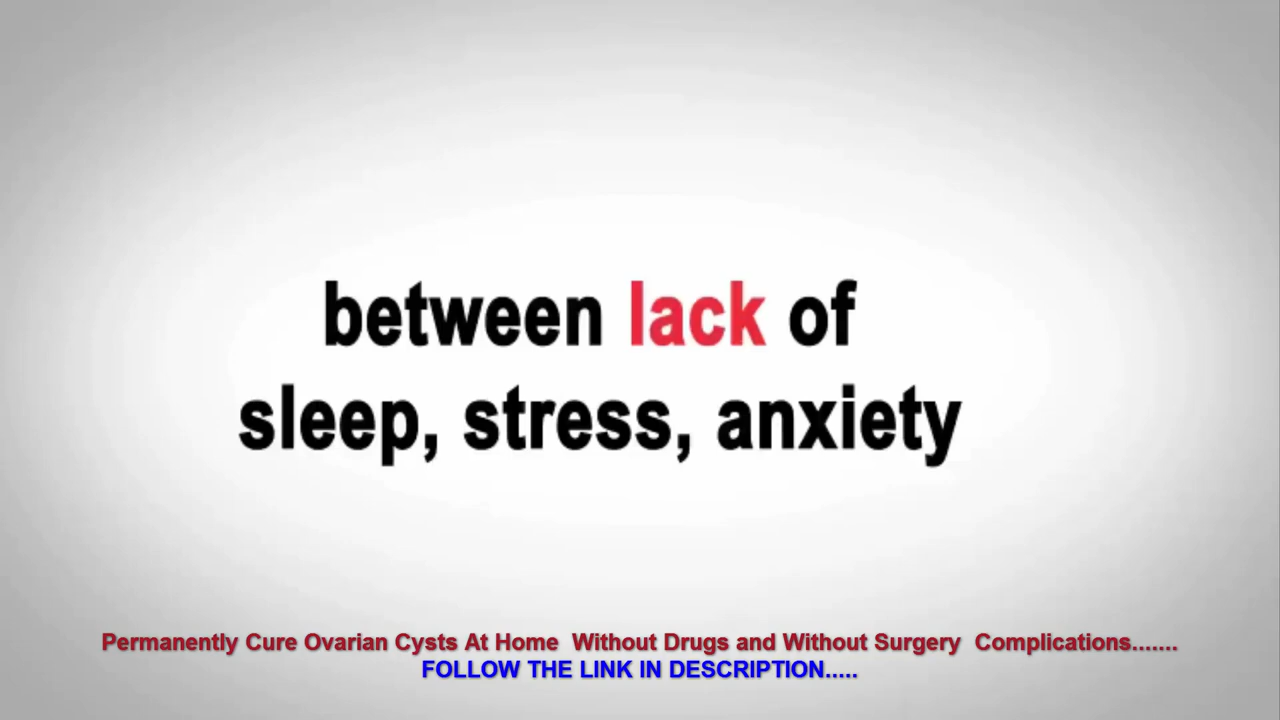 between lack of
sleep, stress, anxiety
Permanently Cure Ovarian Cysts At Home  Without Drugs and Without Surgery  Complications.......
FOLLOW THE LINK IN DESCRIPTION.....